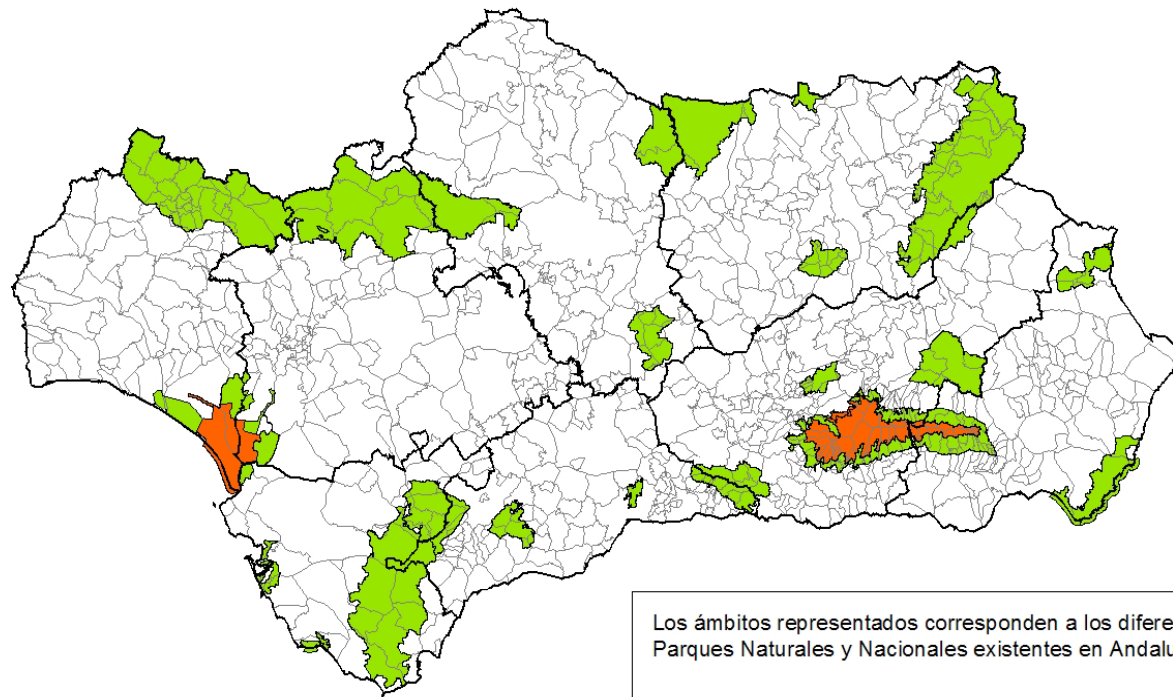 Los ámbitos representados corresponden a los difere
Parques Naturales y Nacionales existentes en Andalu